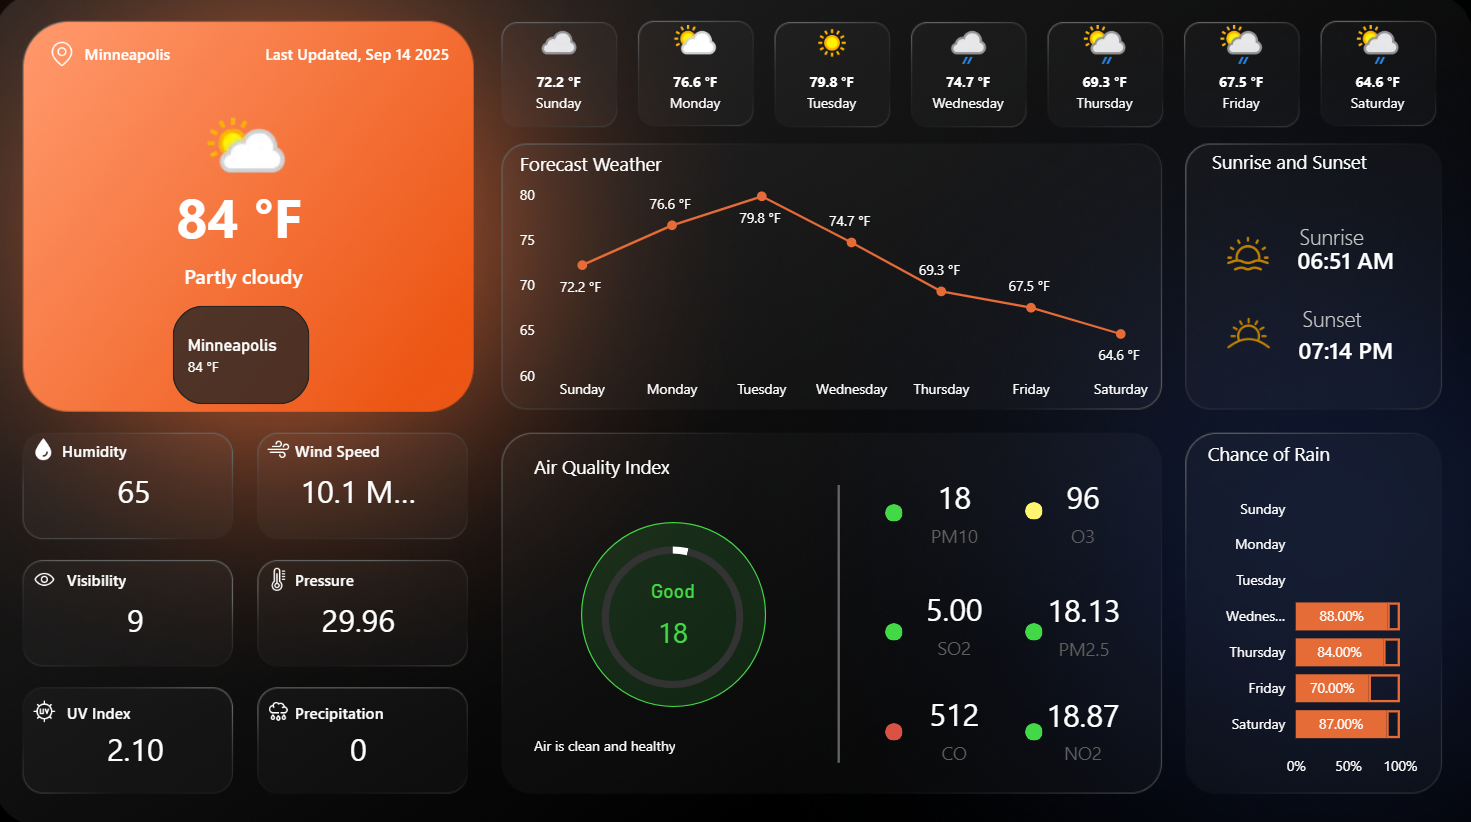 Minneapolis
Last Updated, Sep 14 2025
84 °F
Partly cloudy
Minneapolis
84 °F
72.2 °F
Sunday
76.6 °F
Monday
79.8 °F
Tuesday
74.7 °F
Wednesday
69.3 °F
Thursday
67.5 °F
Friday
64.6 °F
Saturday
Forecast Weather
80
75
70
65
60
72.2 °F
76.6 °F
79.8 °F
74.7 °F
69.3 °F
67.5 °F
64.6 °F
Sunday
Monday
Tuesday
Wednesday
Thursday
Friday
Saturday
Sunrise and Sunset
Sunrise
06:51 AM
Sunset
07:14 PM
Humidity
65
Wind Speed
10.1 M...
Visibility
9
Pressure
29.96
UV
UV Index
2.10
Precipitation
0
Air Quality Index
Good
18
Air is clean and healthy
18
PM10
96
O3
5.00
SO2
18.13
PM2.5
512
CO
18.87
NO2
Chance of Rain
Sunday
Monday
Tuesday
Wednes... 88.00%
Thursday 84.00%
Friday 70.00%
Saturday 87.00%
0% 50% 100%